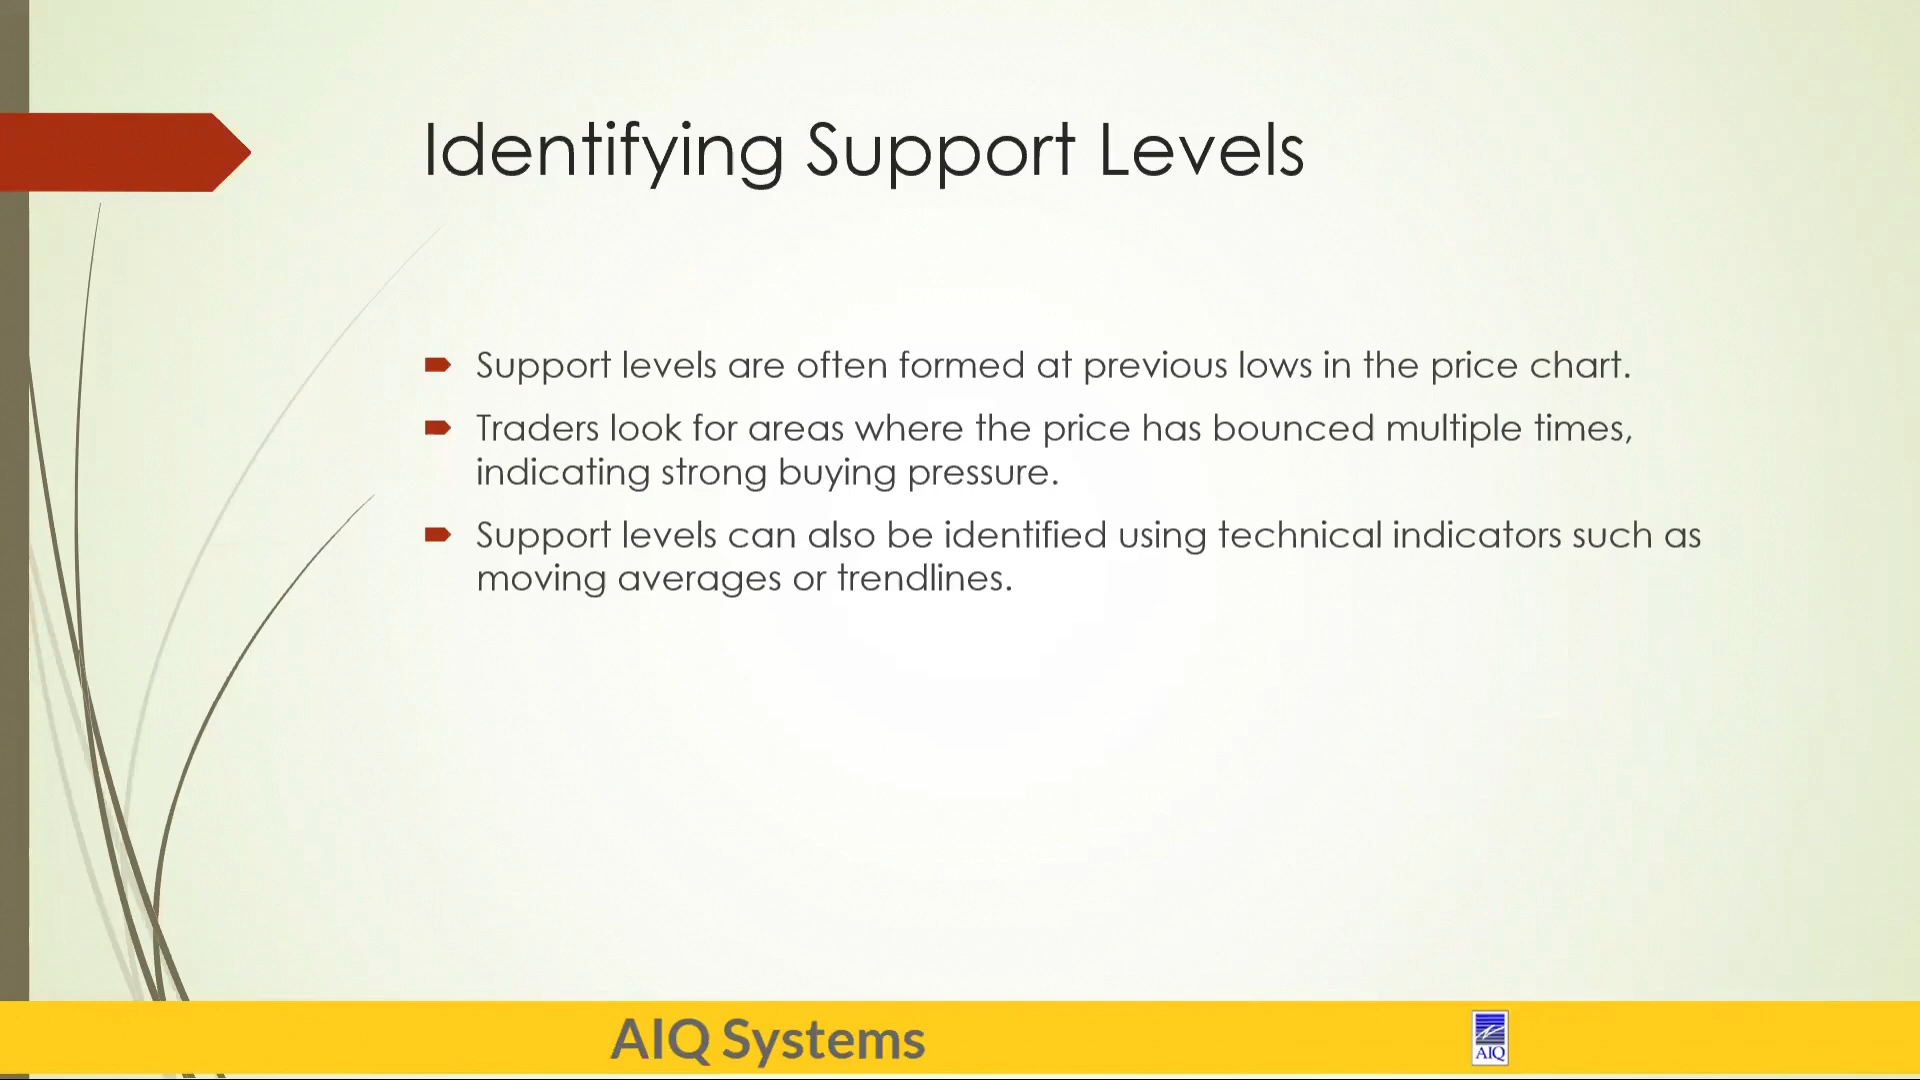 Identifying Support Levels
Support levels are often formed at previous lows in the price chart.
Traders look for areas where the price has bounced multiple times,
indicating strong buying pressure.
Support levels can also be identified using technical indicators such as
moving averages or trendlines.
AIQ Systems
AIQ